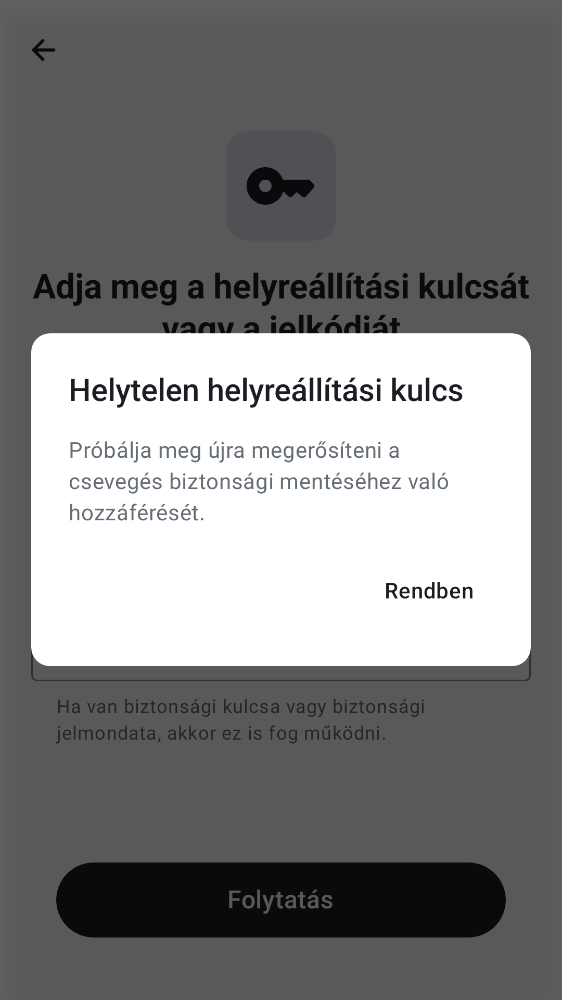 Adja meg a helyreállítási kulcsát
vagy a jelkódját
Helytelen helyreállítási kulcs
Próbálja meg újra megerősíteni a
csevegés biztonsági mentéséhez való
hozzáférését.
Rendben
Ha van biztonsági kulcsa vagy biztonsági
jelmondata, akkor ez is fog működni.
Folytatás